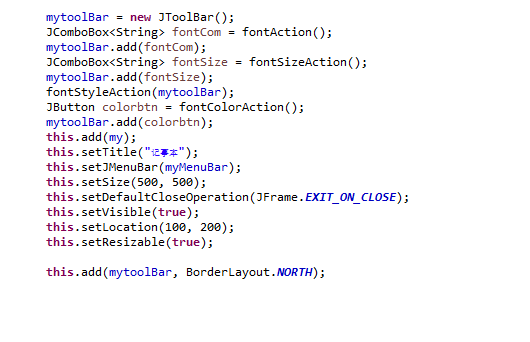 mytoolBar = new JToolBar();
JComboBox<String> fontCom = fontAction();
mytoolBar.add(fontCom);
JComboBox<String> fontSize = fontSizeAction();
mytoolBar.add(fontSize);
fontStyleAction(mytoolBar);
JButton colorbtn = fontColorAction();
mytoolBar.add(colorbtn);
this.add(my);
this.setTitle("记事本");
this.setJMenuBar(myMenuBar);
this.setSize(500, 500);
this.setDefaultCloseOperation(JFrame.EXIT_ON_CLOSE);
this.setVisible(true);
this.setLocation(100, 200);
this.setResizable(true);
this.add(mytoolBar, BorderLayout.NORTH);